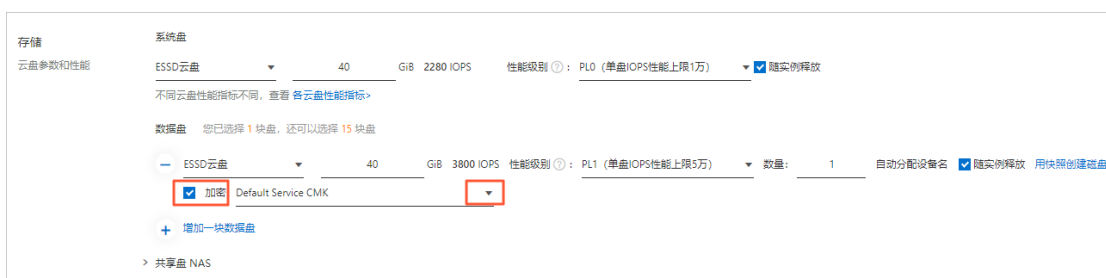 存储
系统盘
云盘参数和性能
ESSD云盘 40 GiB 2280 IOPS 性能级别 ? : PL0（单盘IOPS性能上限1万） 随实例释放
不同云盘性能指标不同，查看 各云盘性能指标>
数据盘 您已选择 1 块盘，还可以选择 15 块盘
ESSD云盘 40 GiB 3800 IOPS 性能级别 ? : PL1（单盘IOPS性能上限5万） 数量: 1 自动分配设备名 随实例释放 用快照创建磁盘
加密 Default Service CMK
增加一块数据盘
共享盘 NAS